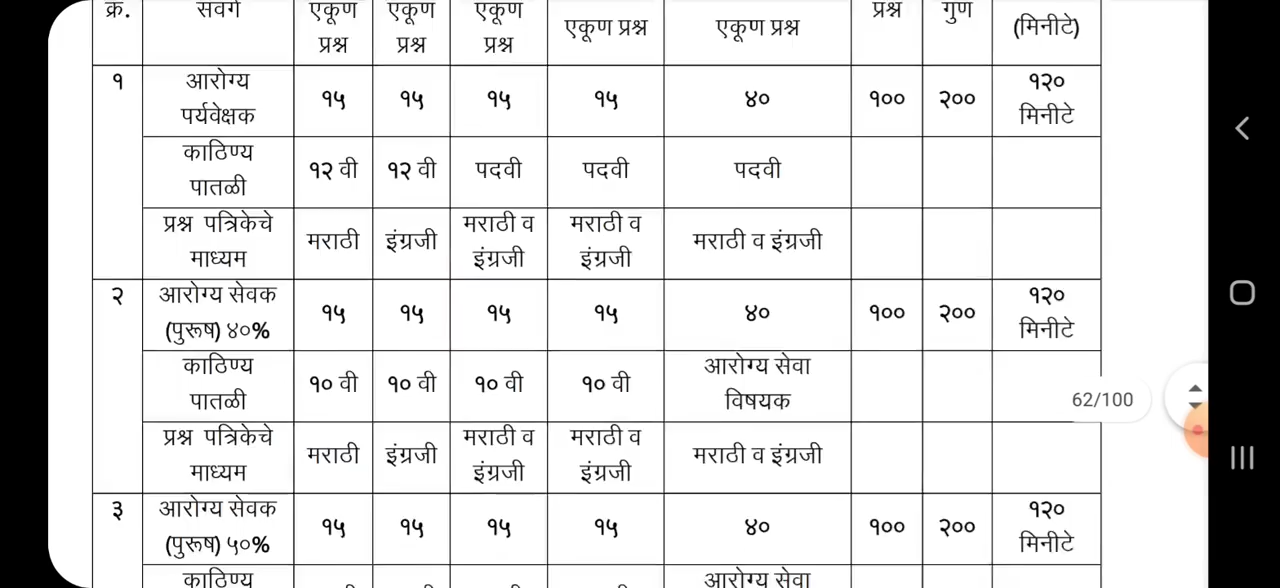 क्र. संवर्ग एकूण प्रश्न एकूण प्रश्न एकूण प्रश्न एकूण प्रश्न एकूण प्रश्न प्रश्न गुण (मिनीटे)
१ आरोग्य पर्यवेक्षक १५ १५ १५ १५ ४० १०० २०० १२० मिनीटे
काठिण्य पातळी १२ वी १२ वी पदवी पदवी पदवी
प्रश्न पत्रिकेचे माध्यम मराठी इंग्रजी मराठी व इंग्रजी मराठी व इंग्रजी मराठी व इंग्रजी
२ आरोग्य सेवक (पुरूष) ४०% १५ १५ १५ १५ ४० १०० २०० १२० मिनीटे
काठिण्य पातळी १० वी १० वी १० वी १० वी आरोग्य सेवा विषयक
प्रश्न पत्रिकेचे माध्यम मराठी इंग्रजी मराठी व इंग्रजी मराठी व इंग्रजी मराठी व इंग्रजी
३ आरोग्य सेवक (पुरूष) ५०% १५ १५ १५ १५ ४० १०० २०० १२० मिनीटे
काठिण्य आरोग्य सेवा
62/100